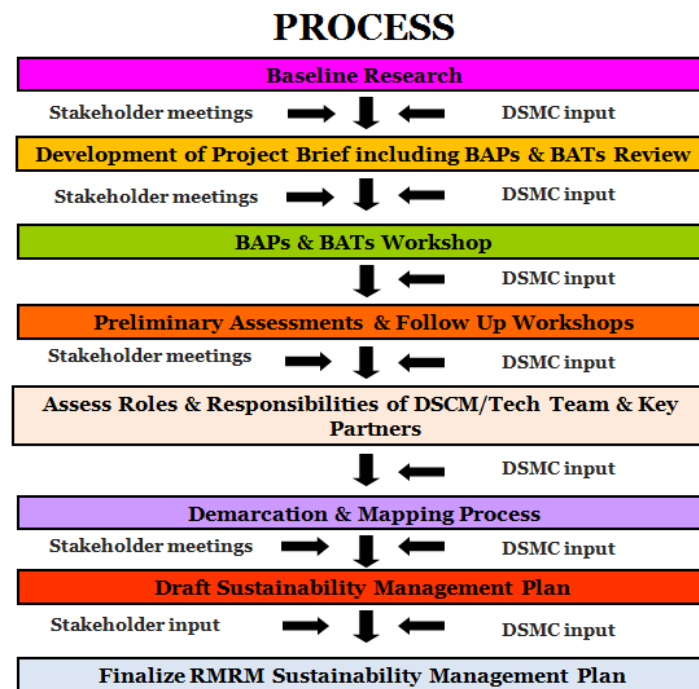 PROCESS
Baseline Research
Stakeholder meetings DSMC input
Development of Project Brief including BAPs & BATs Review
Stakeholder meetings DSMC input
BAPs & BATs Workshop
DSMC input
Preliminary Assessments & Follow Up Workshops
Stakeholder meetings DSMC input
Assess Roles & Responsibilities of DSCM/Tech Team & Key
Partners
DSMC input
Demarcation & Mapping Process
Stakeholder meetings DSMC input
Draft Sustainability Management Plan
Stakeholder input DSMC input
Finalize RMRM Sustainability Management Plan